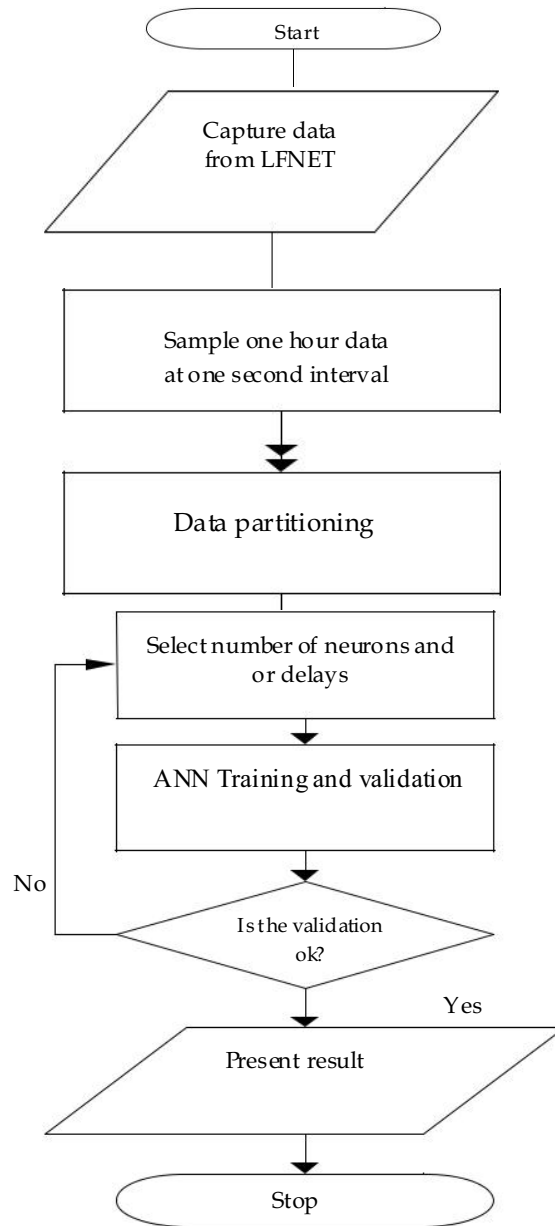 Start
Capture data
from LFNET
Sample one hour data
at one second interval
Data partitioning
Select number of neurons and
or delays
ANN Training and validation
No
Is the validation
ok?
Yes
Present result
Stop